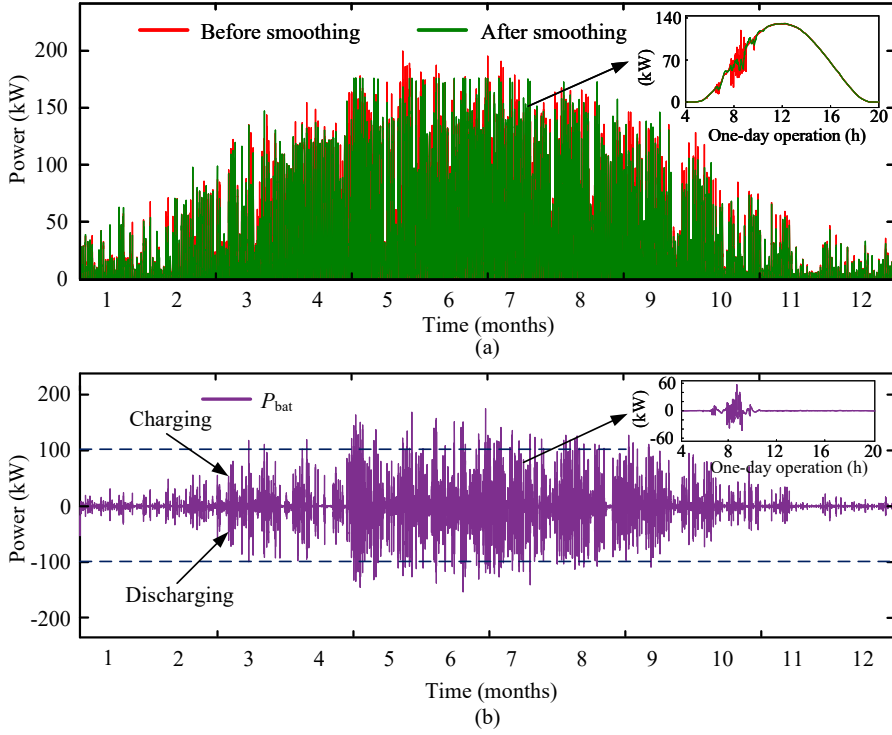 Before smoothing
After smoothing
200
150
100
50
0
Power (kW)
140
70
0
(kW)
4 8 12 16 20
One-day operation (h)
1 2 3 4 5 6 7 8 9 10 11 12
Time (months)
(a)
P bat
Charging
Discharging
200
100
0
-100
-200
Power (kW)
60
0
-60
(kW)
4 8 12 16 20
One-day operation (h)
1 2 3 4 5 6 7 8 9 10 11 12
Time (months)
(b)